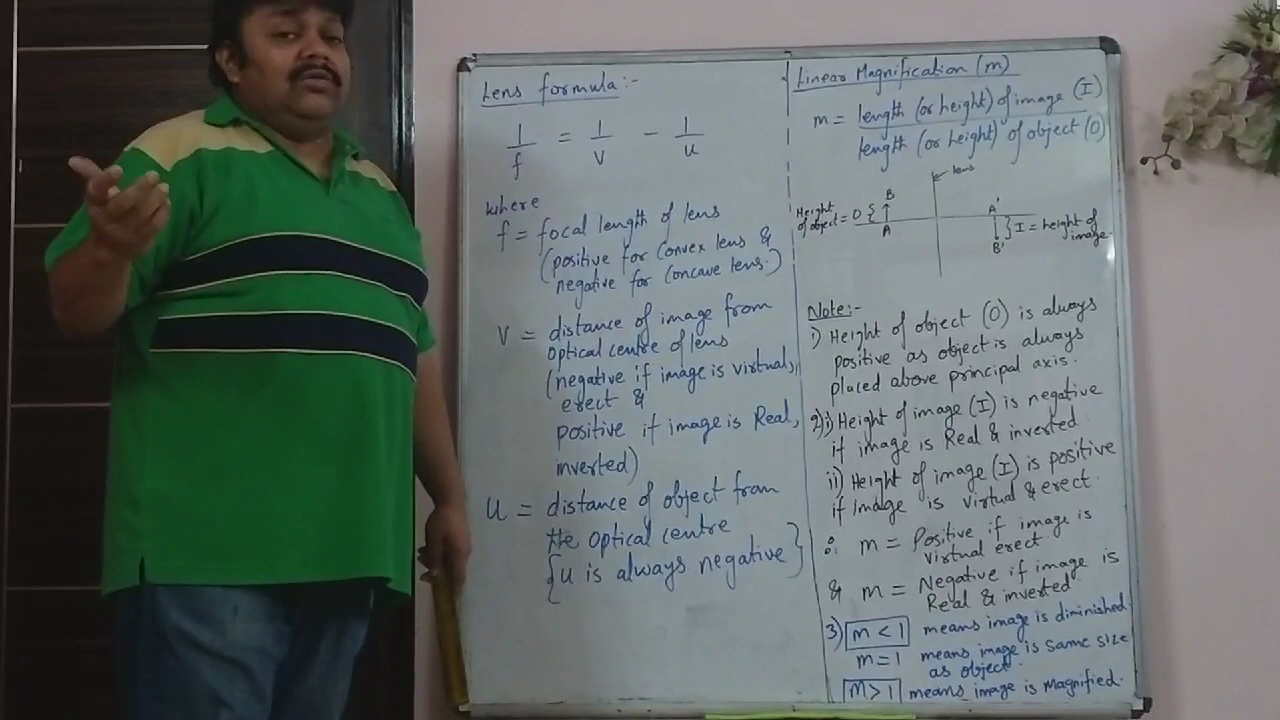 Lens formula:-
1/f = 1/v - 1/u
where
f = focal length of lens
(positive for convex lens &
negative for concave lens.)
V = distance of image from
optical centre of lens
(negative if image is virtual,
erect &
positive if image is Real,
inverted)
U = distance of object from
the optical centre
{u is always negative}
Linear Magnification (m)
m = length (or height) of image (I)
length (or height) of object (O)
lens
Height
of object = O {
B
A
A'
B'
} I = height of
image.
Note:-
1) Height of object (O) is always
positive as object is always
placed above principal axis.
2) i) Height of image (I) is negative
if image is Real & inverted.
ii) Height of image (I) is positive
if Image is virtual & erect.
∴ m = Positive if image is
virtual erect.
& m = Negative if image is
Real & inverted
3) m < 1 means image is diminished
m = 1 means image is same size
as object.
m > 1 means image is magnified.